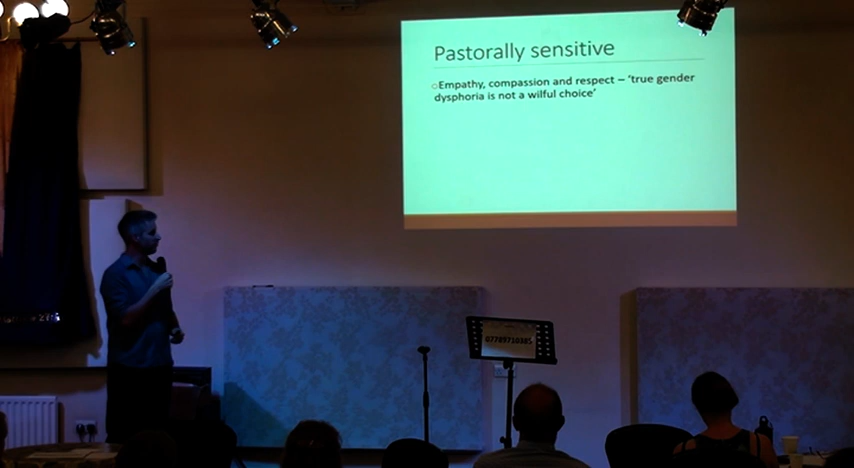 Pastorally sensitive
○Empathy, compassion and respect – 'true gender
dysphoria is not a wilful choice'
07789710385